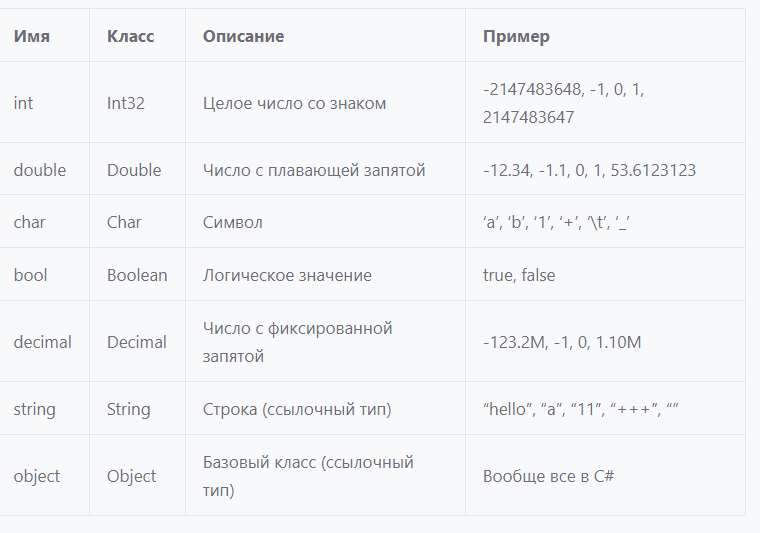 Имя Класс Описание Пример
int Int32 Целое число со знаком -2147483648, -1, 0, 1,
2147483647
double Double Число с плавающей запятой -12.34, -1.1, 0, 1, 53.6123123
char Char Символ ‘a’, ‘b’, ‘1’, ‘+’, ‘\t’, ‘_’
bool Boolean Логическое значение true, false
decimal Decimal Число с фиксированной
запятой -123.2M, -1, 0, 1.10M
string String Строка (ссылочный тип) “hello”, “a”, “11”, “+++”, “”
object Object Базовый класс (ссылочный
тип) Вообще все в C#